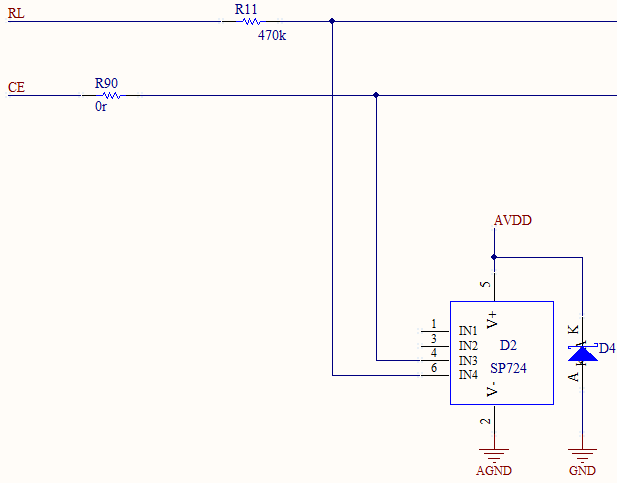 RL
R11
470k
CE
R90
0r
AVDD
5
V+
1
IN1
3
IN2
D2
4
IN3
6
IN4
SP724
V-
2
AGND
K
A
D4
A
GND